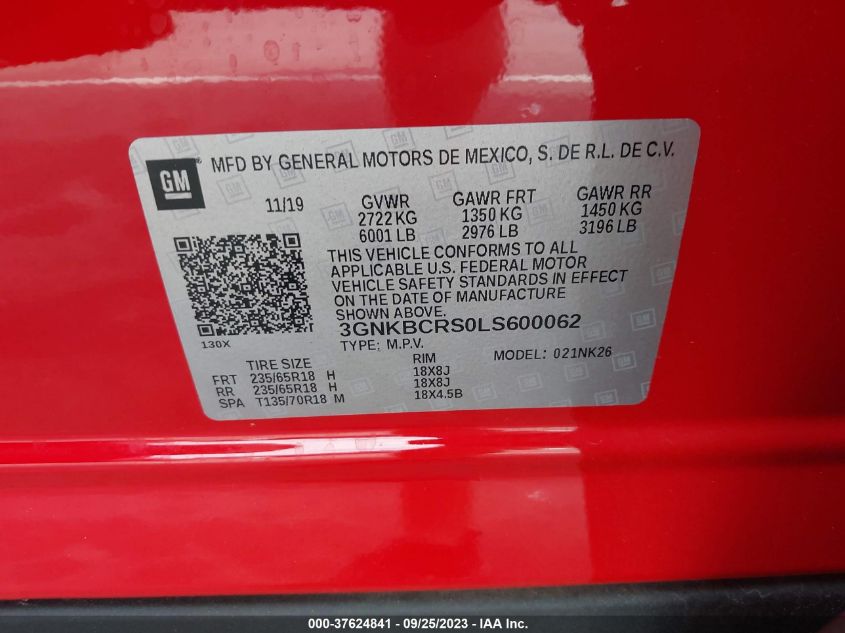 GM
MFD BY GENERAL MOTORS DE MEXICO, S. DE R.L. DE C.V.
11/19 GVWR GAWR FRT GAWR RR
2722 KG 1350 KG 1450 KG
6001 LB 2976 LB 3196 LB
THIS VEHICLE CONFORMS TO ALL
APPLICABLE U.S. FEDERAL MOTOR
VEHICLE SAFETY STANDARDS IN EFFECT
ON THE DATE OF MANUFACTURE
SHOWN ABOVE.
3GNKBCRS0LS600062
130X
TYPE: M.P.V. MODEL: 021NK26
TIRE SIZE RIM
FRT 235/65R18 H 18X8J
RR 235/65R18 H 18X8J
SPA T135/70R18 M 18X4.5B
000-37624841 - 09/25/2023 - IAA Inc.